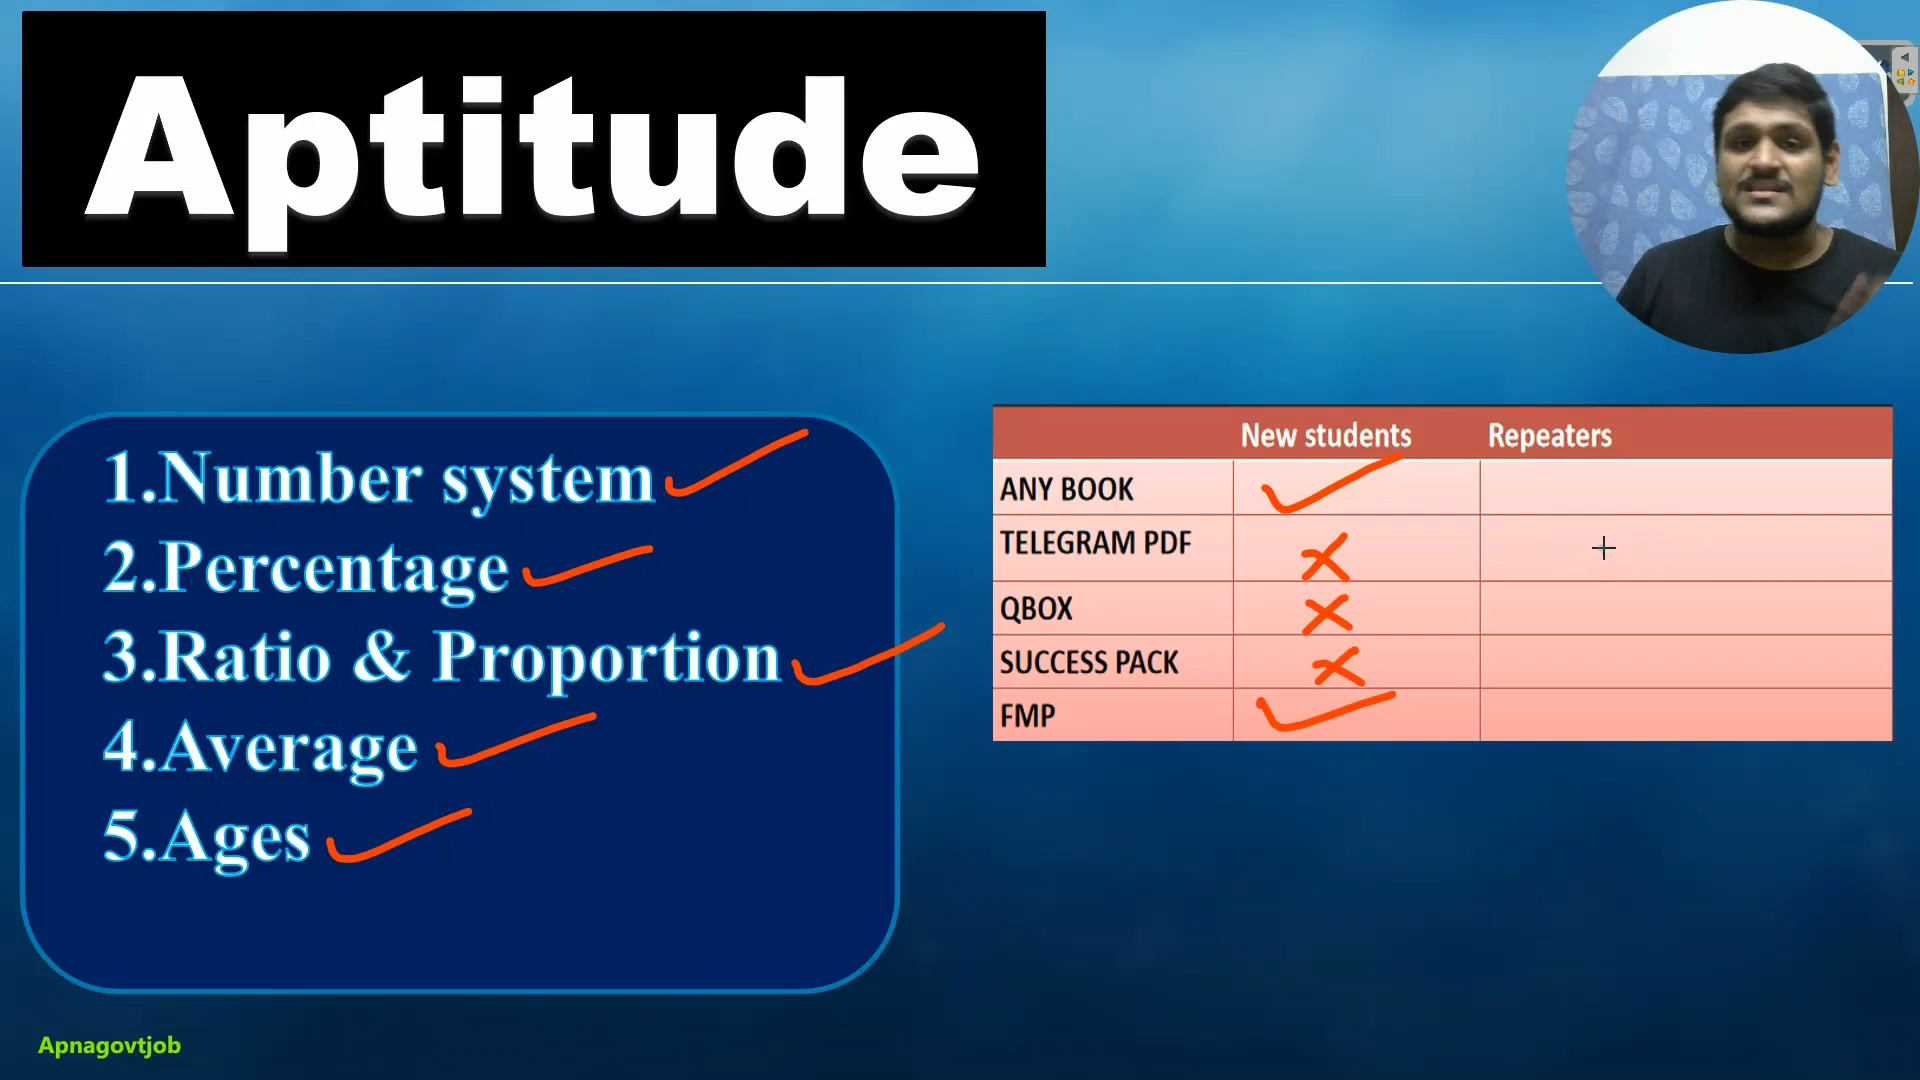 Aptitude
1.Number system
2.Percentage
3.Ratio & Proportion
4.Average
5.Ages
New students Repeaters
ANY BOOK
TELEGRAM PDF
QBOX
SUCCESS PACK
FMP
Apnagovtjob